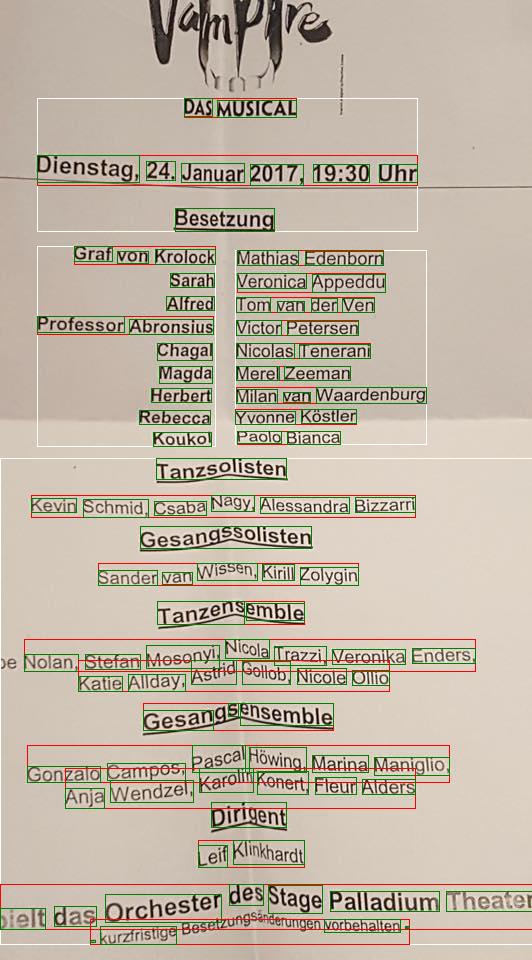 Vampire
DAS MUSICAL
Dienstag, 24. Januar 2017, 19:30 Uhr
Besetzung
Graf von Krolock Mathias Edenborn
Sarah Veronica Appeddu
Alfred Tom van der Ven
Professor Abronsius Victor Petersen
Chagal Nicolas Tenerani
Magda Merel Zeeman
Herbert Milan van Waardenburg
Rebecca Yvonne Köstler
Koukol Paolo Bianca
Tanzsolisten
Kevin Schmid, Csaba Nagy, Alessandra Bizzarri
Gesangssolisten
Sander van Wissen, Kirill Zolygin
Tanzensemble
Nolan, Stefan Mosonyi, Nicola Trazzi, Veronika Enders,
Katie Allday, Astrid Gollob, Nicole Ollio
Gesangsensemble
Gonzalo Campos, Pascal Höwing, Marina Maniglio,
Anja Wendzel, Karolin Konert, Fleur Alders
Dirigent
Leif Klinkhardt
das Orchester des Stage Palladium Theater
- kurzfristige Besetzungsänderungen vorbehalten -